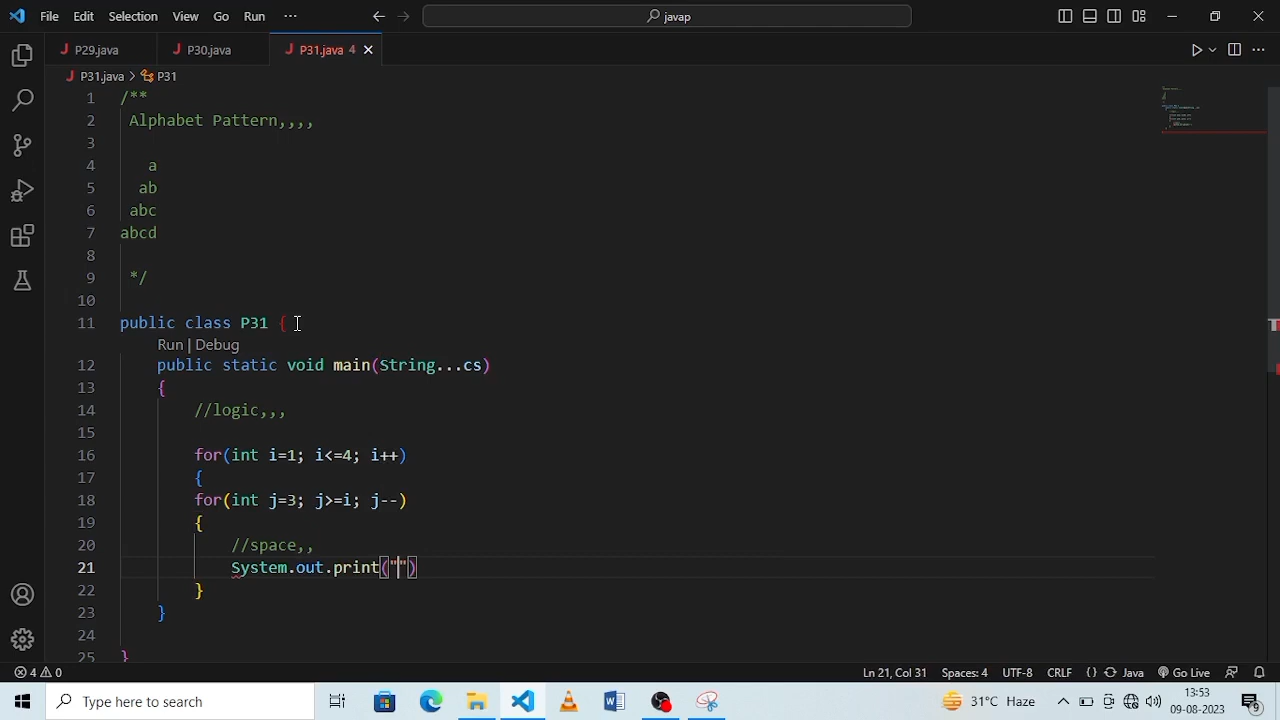 File Edit Selection View Go Run ··· javap
P29.java P30.java P31.java 4
P31.java > P31
1 /**
2 Alphabet Pattern,,,,
3
4 a
5 ab
6 abc
7 abcd
8
9 */
10
11 public class P31 {
Run | Debug
12 public static void main(String...cs)
13 {
14 //logic,,,
15
16 for(int i=1; i<=4; i++)
17 {
18 for(int j=3; j>=i; j--)
19 {
20 //space,,
21 System.out.print("")
22 }
23 }
24
25 }
4 0 Ln 21, Col 31 Spaces: 4 UTF-8 CRLF {} Java Go Live
Type here to search 31°C Haze 13:53
09-08-2023 9